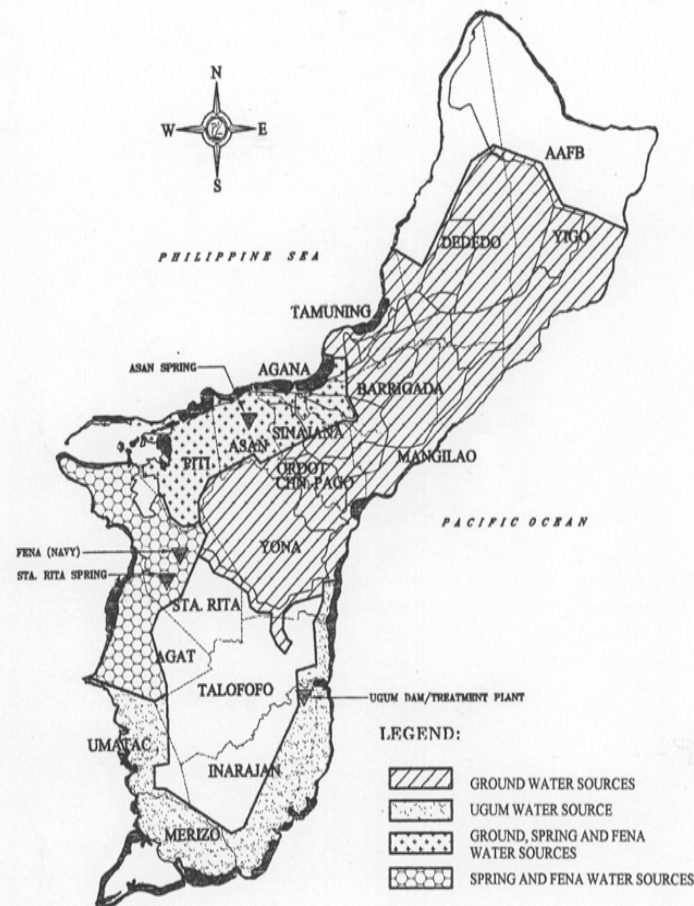 N
W
E
S
AAFB
DEDEDO
YIGO
PHILIPPINE SEA
TAMUNING
ASAN SPRING
AGANA
BARRIGADA
SINAJANA
ASAN
PITI
ORDOT
CHN. PAGO
MANGILAO
PACIFIC OCEAN
YONA
FENA (NAVY)
STA. RITA SPRING
STA. RITA
AGAT
TALOFOFO
UGUM DAM/TREATMENT PLANT
UMATAC
INARAJAN
MERIZO
LEGEND:
GROUND WATER SOURCES
UGUM WATER SOURCE
GROUND, SPRING AND FENA
WATER SOURCES
SPRING AND FENA WATER SOURCES